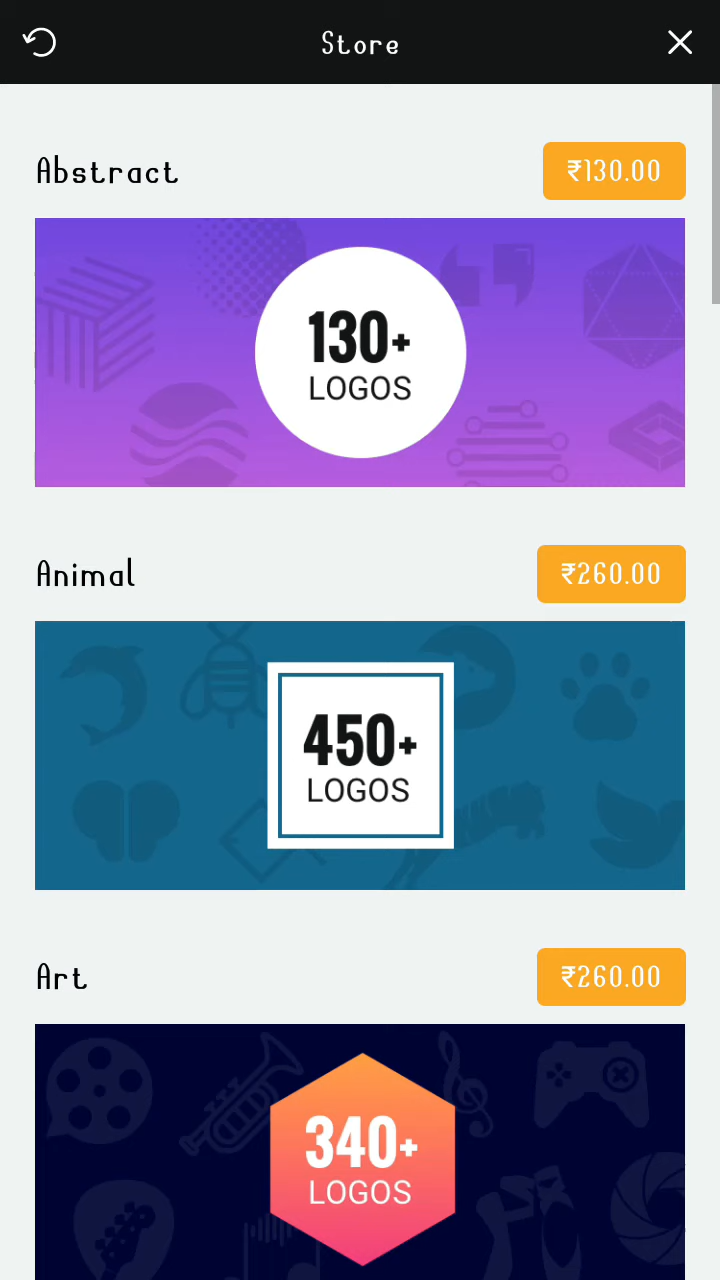 Store
Abstract ₹130.00
130+
LOGOS
Animal ₹260.00
450+
LOGOS
Art ₹260.00
340+
LOGOS